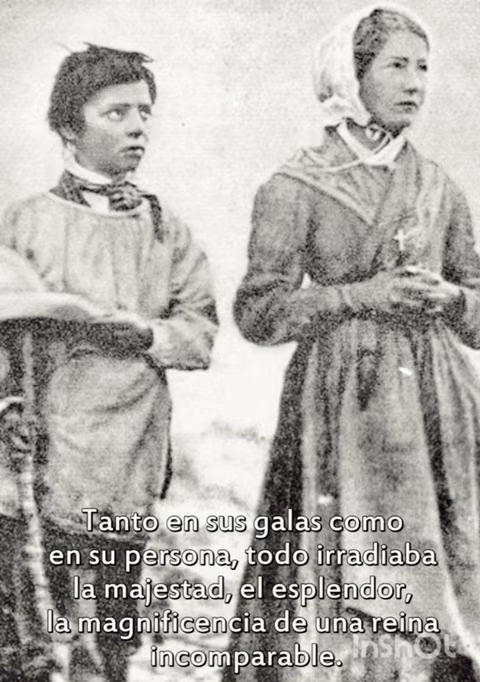 Tanto en sus galas como
en su persona, todo irradiaba
la majestad, el esplendor,
la magnificencia de una reina
incomparable.
InShOt